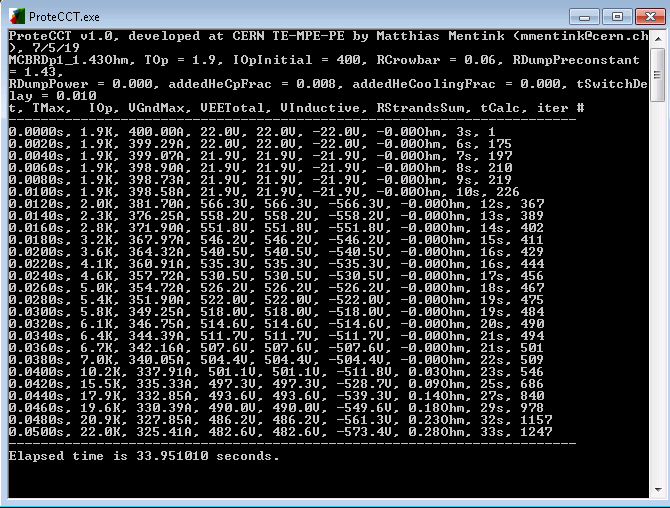 ProteCCT.exe
ProteCCT v1.0, developed at CERN TE-MPE-PE by Matthias Mentink (mmentink@cern.ch
), 7/5/19
MCBRDp1_1.43Ohm, TOp = 1.9, IOpInitial = 400, RCrowbar = 0.06, RDumpPreconstant
= 1.43,
RDumpPower = 0.000, addedHeCpFrac = 0.008, addedHeCoolingFrac = 0.000, tSwitchDe
lay = 0.010
t, TMax,    IOp, VGndMax, VEETotal, VInductive, RStrandsSum, tCalc, iter #
--------------------------------------------------------------------------
0.0000s, 1.9K, 400.00A, 22.0V, 22.0V, -22.0V, -0.00Ohm, 3s, 1
0.0020s, 1.9K, 399.29A, 22.0V, 22.0V, -22.0V, -0.00Ohm, 6s, 175
0.0040s, 1.9K, 399.07A, 21.9V, 21.9V, -21.9V, -0.00Ohm, 7s, 197
0.0060s, 1.9K, 398.90A, 21.9V, 21.9V, -21.9V, -0.00Ohm, 8s, 210
0.0080s, 1.9K, 398.73A, 21.9V, 21.9V, -21.9V, -0.00Ohm, 9s, 219
0.0100s, 1.9K, 398.58A, 21.9V, 21.9V, -21.9V, -0.00Ohm, 10s, 226
0.0120s, 2.0K, 381.70A, 566.3V, 566.3V, -566.3V, -0.00Ohm, 12s, 367
0.0140s, 2.3K, 376.25A, 558.2V, 558.2V, -558.2V, -0.00Ohm, 13s, 389
0.0160s, 2.8K, 371.90A, 551.8V, 551.8V, -551.8V, -0.00Ohm, 14s, 402
0.0180s, 3.2K, 367.97A, 546.2V, 546.2V, -546.2V, -0.00Ohm, 15s, 411
0.0200s, 3.6K, 364.32A, 540.5V, 540.5V, -540.5V, -0.00Ohm, 16s, 429
0.0220s, 4.1K, 360.91A, 535.3V, 535.3V, -535.3V, -0.00Ohm, 16s, 444
0.0240s, 4.6K, 357.72A, 530.5V, 530.5V, -530.5V, -0.00Ohm, 17s, 456
0.0260s, 5.0K, 354.72A, 526.2V, 526.2V, -526.2V, -0.00Ohm, 18s, 467
0.0280s, 5.4K, 351.90A, 522.0V, 522.0V, -522.0V, -0.00Ohm, 19s, 475
0.0300s, 5.8K, 349.25A, 518.0V, 518.0V, -518.0V, -0.00Ohm, 19s, 484
0.0320s, 6.1K, 346.75A, 514.6V, 514.6V, -514.6V, -0.00Ohm, 20s, 490
0.0340s, 6.4K, 344.39A, 511.7V, 511.7V, -511.7V, -0.00Ohm, 21s, 494
0.0360s, 6.7K, 342.16A, 507.6V, 507.6V, -507.6V, -0.00Ohm, 21s, 501
0.0380s, 7.0K, 340.05A, 504.4V, 504.4V, -504.4V, -0.00Ohm, 22s, 509
0.0400s, 10.2K, 337.91A, 501.1V, 501.1V, -511.8V, 0.03Ohm, 23s, 546
0.0420s, 15.5K, 335.33A, 497.3V, 497.3V, -528.7V, 0.09Ohm, 25s, 686
0.0440s, 17.9K, 332.85A, 493.6V, 493.6V, -539.3V, 0.14Ohm, 27s, 840
0.0460s, 19.6K, 330.39A, 490.0V, 490.0V, -549.6V, 0.18Ohm, 29s, 978
0.0480s, 20.9K, 327.85A, 486.2V, 486.2V, -561.3V, 0.23Ohm, 32s, 1157
0.0500s, 22.0K, 325.41A, 482.6V, 482.6V, -573.4V, 0.28Ohm, 33s, 1247
--------------------------------------------------------------------------
Elapsed time is 33.951010 seconds.